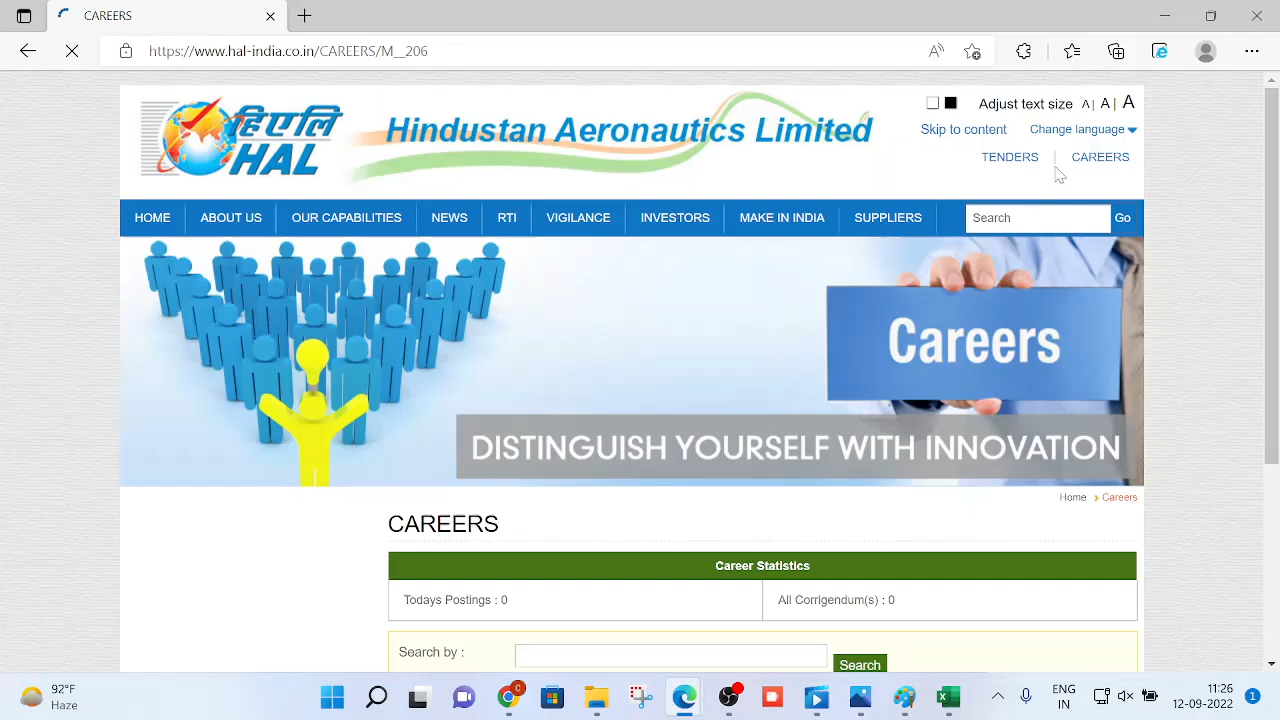 CAREERS
https://www.hal-india.co.in/CAREERS/M__206
हिएलि
HAL
Hindustan Aeronautics Limited
Adjust text size A| A| A
Skip to content Change language
TENDERS | CAREERS
HOME ABOUT US OUR CAPABILITIES NEWS RTI VIGILANCE INVESTORS MAKE IN INDIA SUPPLIERS Search Go
Careers
DISTINGUISH YOURSELF WITH INNOVATION
Home Careers
CAREERS
Career Statistics
Todays Postings : 0 All Corrigendum(s) : 0
Search by :
Search
92°F
Haze
0
ENG
11:26
12-09-2022
1